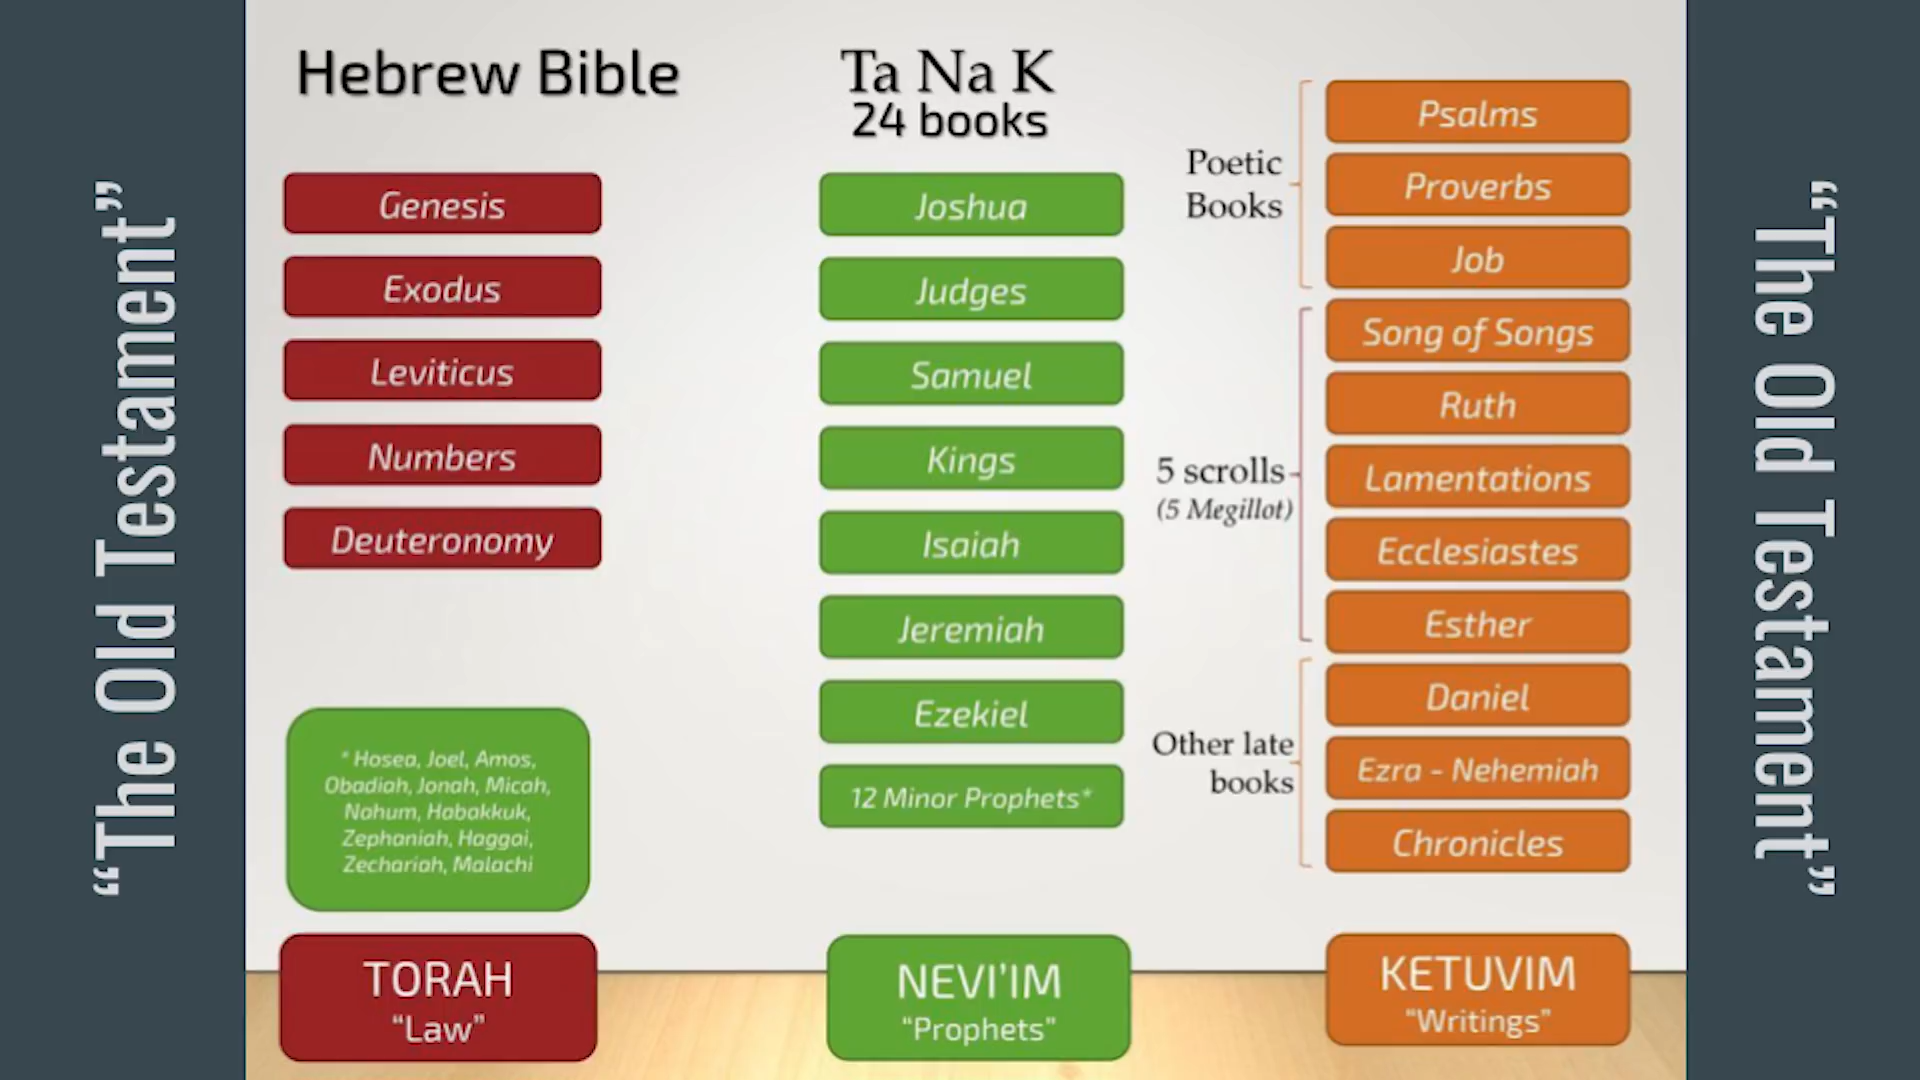 “The Old Testament”
Hebrew Bible
Ta Na K
24 books
Genesis
Exodus
Leviticus
Numbers
Deuteronomy
* Hosea, Joel, Amos,
Obadiah, Jonah, Micah,
Nahum, Habakkuk,
Zephaniah, Haggai,
Zechariah, Malachi
TORAH
“Law”
Joshua
Judges
Samuel
Kings
Isaiah
Jeremiah
Ezekiel
12 Minor Prophets*
NEVI’IM
“Prophets”
Poetic
Books
Psalms
Proverbs
Job
5 scrolls
(5 Megillot)
Song of Songs
Ruth
Lamentations
Ecclesiastes
Esther
Other late
books
Daniel
Ezra - Nehemiah
Chronicles
KETUVIM
“Writings”
“The Old Testament”